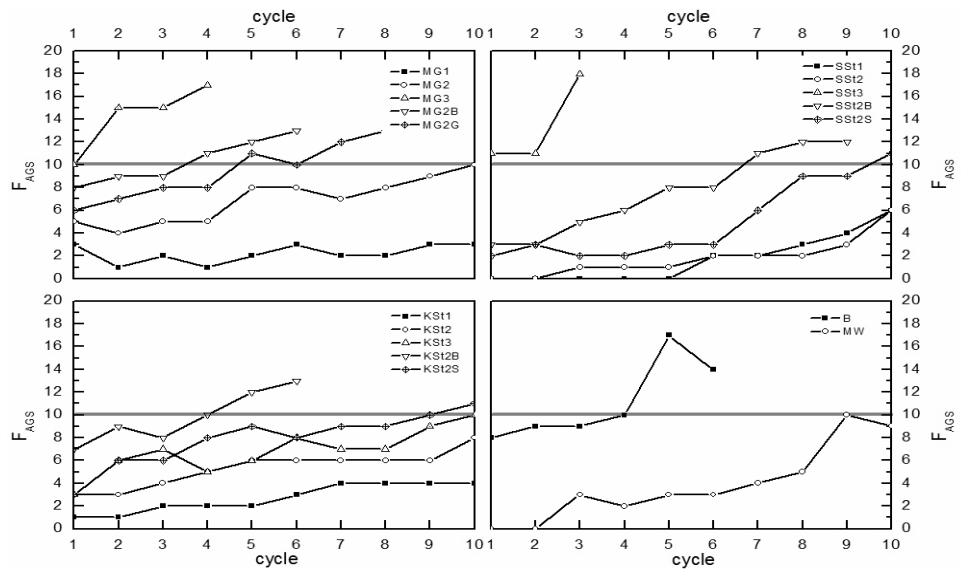 cycle
1 2 3 4 5 6 7 8 9 10
20
18
16
14
12
10
8
6
4
2
0
F_AGS
MG1
MG2
MG3
MG2B
MG2G
1 2 3 4 5 6 7 8 9 10
20
18
16
14
12
10
8
6
4
2
0
F_AGS
SSt1
SSt2
SSt3
SSt2B
SSt2S
20
18
16
14
12
10
8
6
4
2
0
F_AGS
KSt1
KSt2
KSt3
KSt2B
KSt2S
1 2 3 4 5 6 7 8 9 10
cycle
B
MW
20
18
16
14
12
10
8
6
4
2
0
F_AGS
1 2 3 4 5 6 7 8 9 10
cycle
cycle